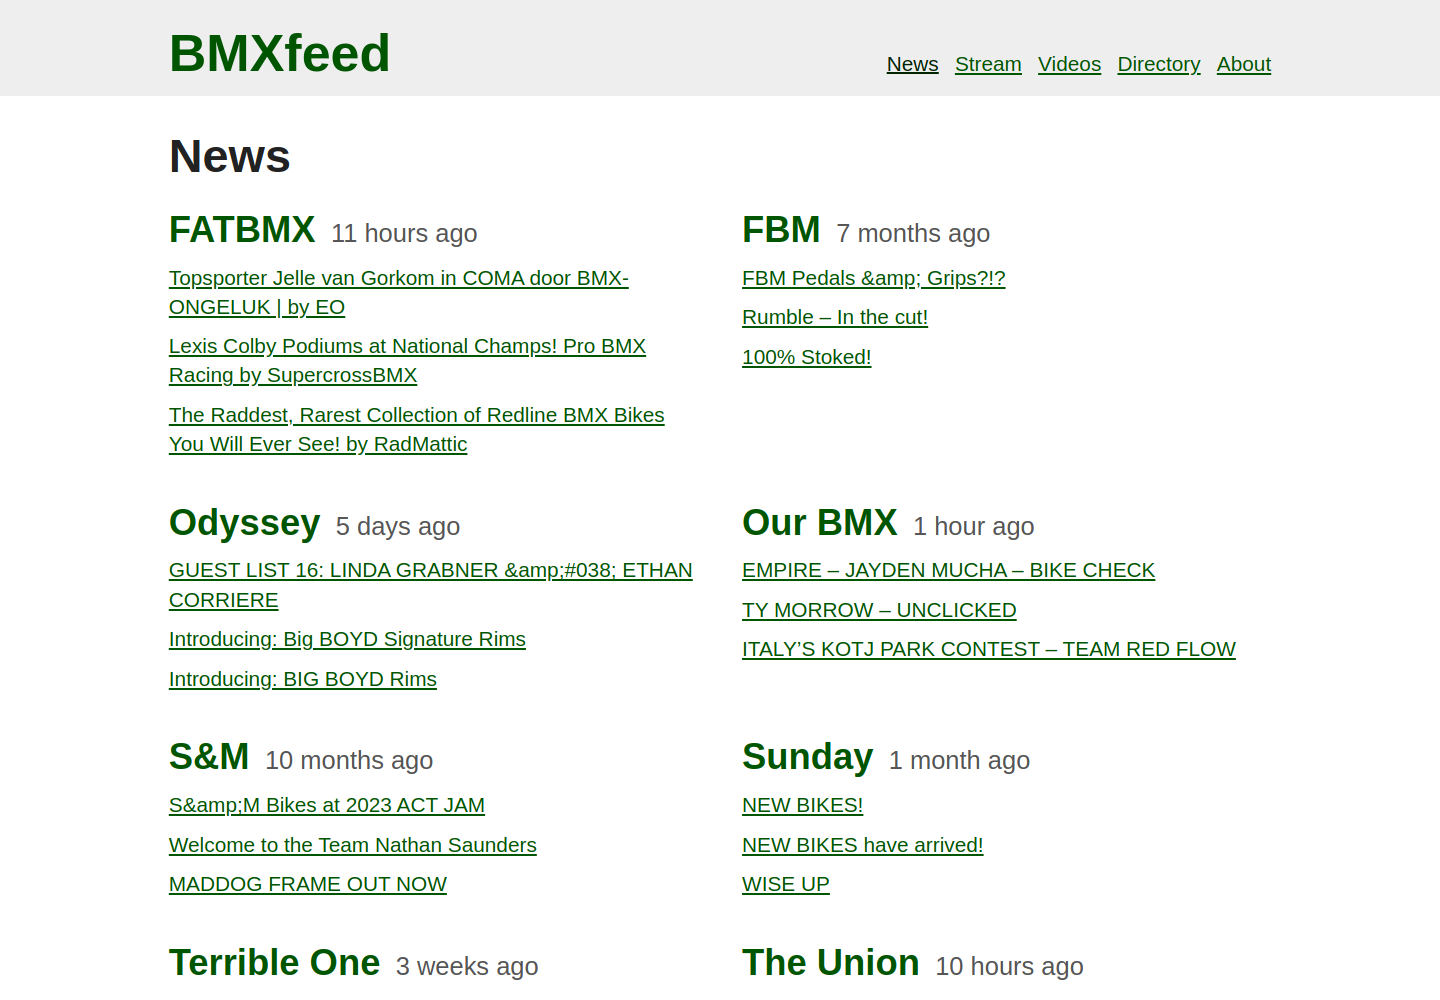 BMXfeed
News Stream Videos Directory About
News
FATBMX 11 hours ago
Topsporter Jelle van Gorkom in COMA door BMX-
ONGELUK | by EO
Lexis Colby Podiums at National Champs! Pro BMX
Racing by SupercrossBMX
The Raddest, Rarest Collection of Redline BMX Bikes
You Will Ever See! by RadMattic
FBM 7 months ago
FBM Pedals &amp; Grips?!?
Rumble – In the cut!
100% Stoked!
Odyssey 5 days ago
GUEST LIST 16: LINDA GRABNER &amp;#038; ETHAN
CORRIERE
Introducing: Big BOYD Signature Rims
Introducing: BIG BOYD Rims
Our BMX 1 hour ago
EMPIRE – JAYDEN MUCHA – BIKE CHECK
TY MORROW – UNCLICKED
ITALY’S KOTJ PARK CONTEST – TEAM RED FLOW
S&M 10 months ago
S&amp;M Bikes at 2023 ACT JAM
Welcome to the Team Nathan Saunders
MADDOG FRAME OUT NOW
Sunday 1 month ago
NEW BIKES!
NEW BIKES have arrived!
WISE UP
Terrible One 3 weeks ago
The Union 10 hours ago